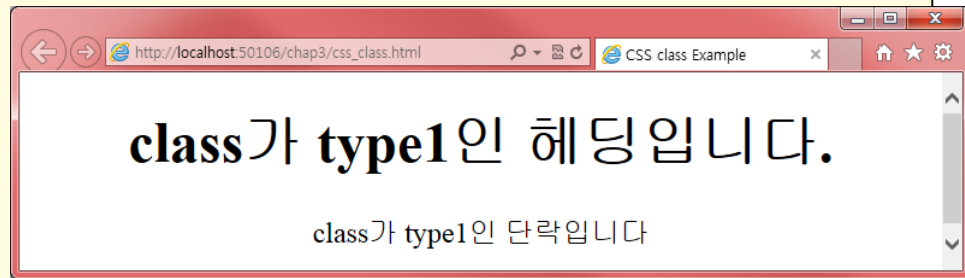 http://localhost:50106/chap3/css_class.html
CSS class Example
class가 type1인 헤딩입니다.
class가 type1인 단락입니다